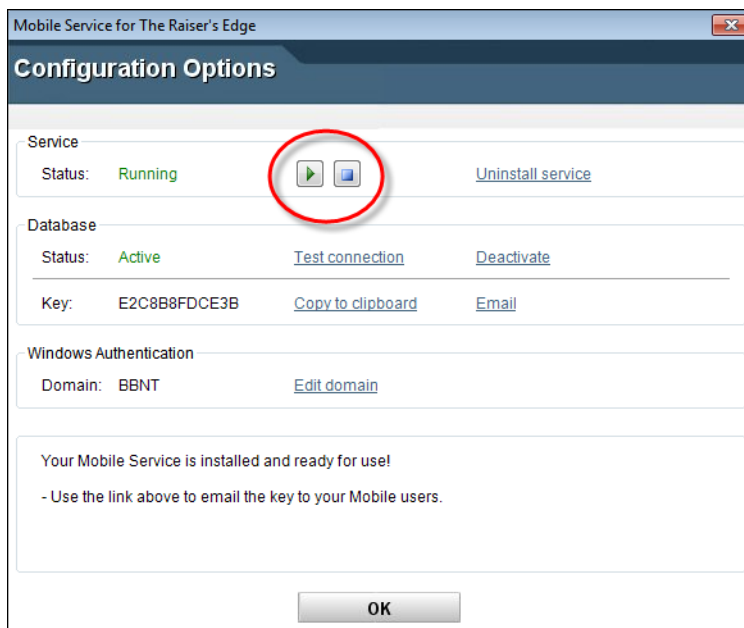 Mobile Service for The Raiser's Edge
Configuration Options
Service
Status: Running Uninstall service
Database
Status: Active Test connection Deactivate
Key: E2C8B8FDCE3B Copy to clipboard Email
Windows Authentication
Domain: BBNT Edit domain
Your Mobile Service is installed and ready for use!
- Use the link above to email the key to your Mobile users.
OK